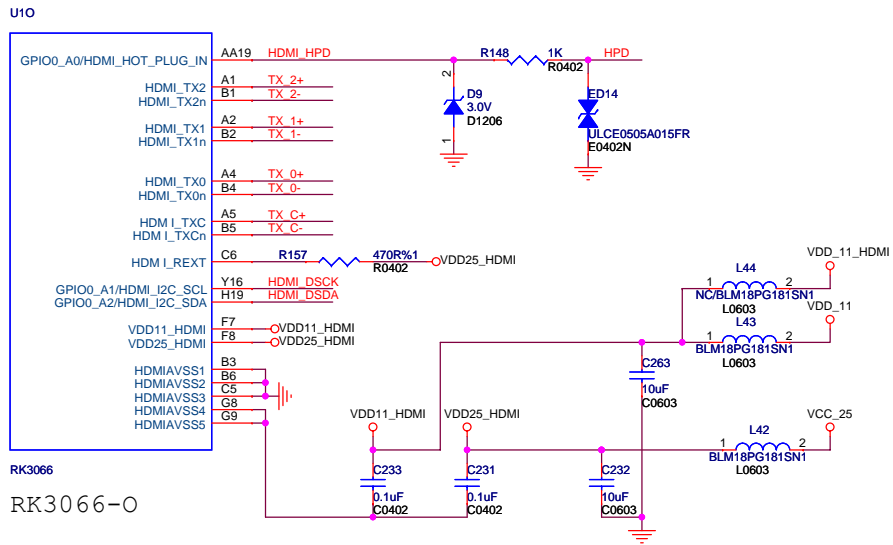 U1O
GPIO0_A0/HDMI_HOT_PLUG_IN AA19 HDMI_HPD R148 1K HPD
R0402
HDMI_TX2 A1 TX_2+
HDMI_TX2n B1 TX_2-
2 D9
3.0V
D1206
1
ED14
ULCE0505A015FR
E0402N
HDMI_TX1 A2 TX_1+
HDMI_TX1n B2 TX_1-
HDMI_TX0 A4 TX_0+
HDMI_TX0n B4 TX_0-
HDM I_TXC A5 TX_C+
HDM I_TXCn B5 TX_C-
HDM I_REXT C6 R157 470R%1 VDD25_HDMI
R0402
GPIO0_A1/HDMI_I2C_SCL Y16 HDMI_DSCK
GPIO0_A2/HDMI_I2C_SDA H19 HDMI_DSDA
VDD_11_HDMI
L44
1 2
NC/BLM18PG181SN1
L0603
VDD_11
L43
1 2
BLM18PG181SN1
L0603
VDD11_HDMI F7 VDD11_HDMI
VDD25_HDMI F8 VDD25_HDMI
HDMIAVSS1 B3
HDMIAVSS2 B6
HDMIAVSS3 C5
HDMIAVSS4 G8
HDMIAVSS5 G9
C263
10uF
C0603
VDD11_HDMI VDD25_HDMI VCC_25
L42
1 2
BLM18PG181SN1
L0603
C233
0.1uF
C0402
C231
0.1uF
C0402
C232
10uF
C0603
RK3066
RK3066-O